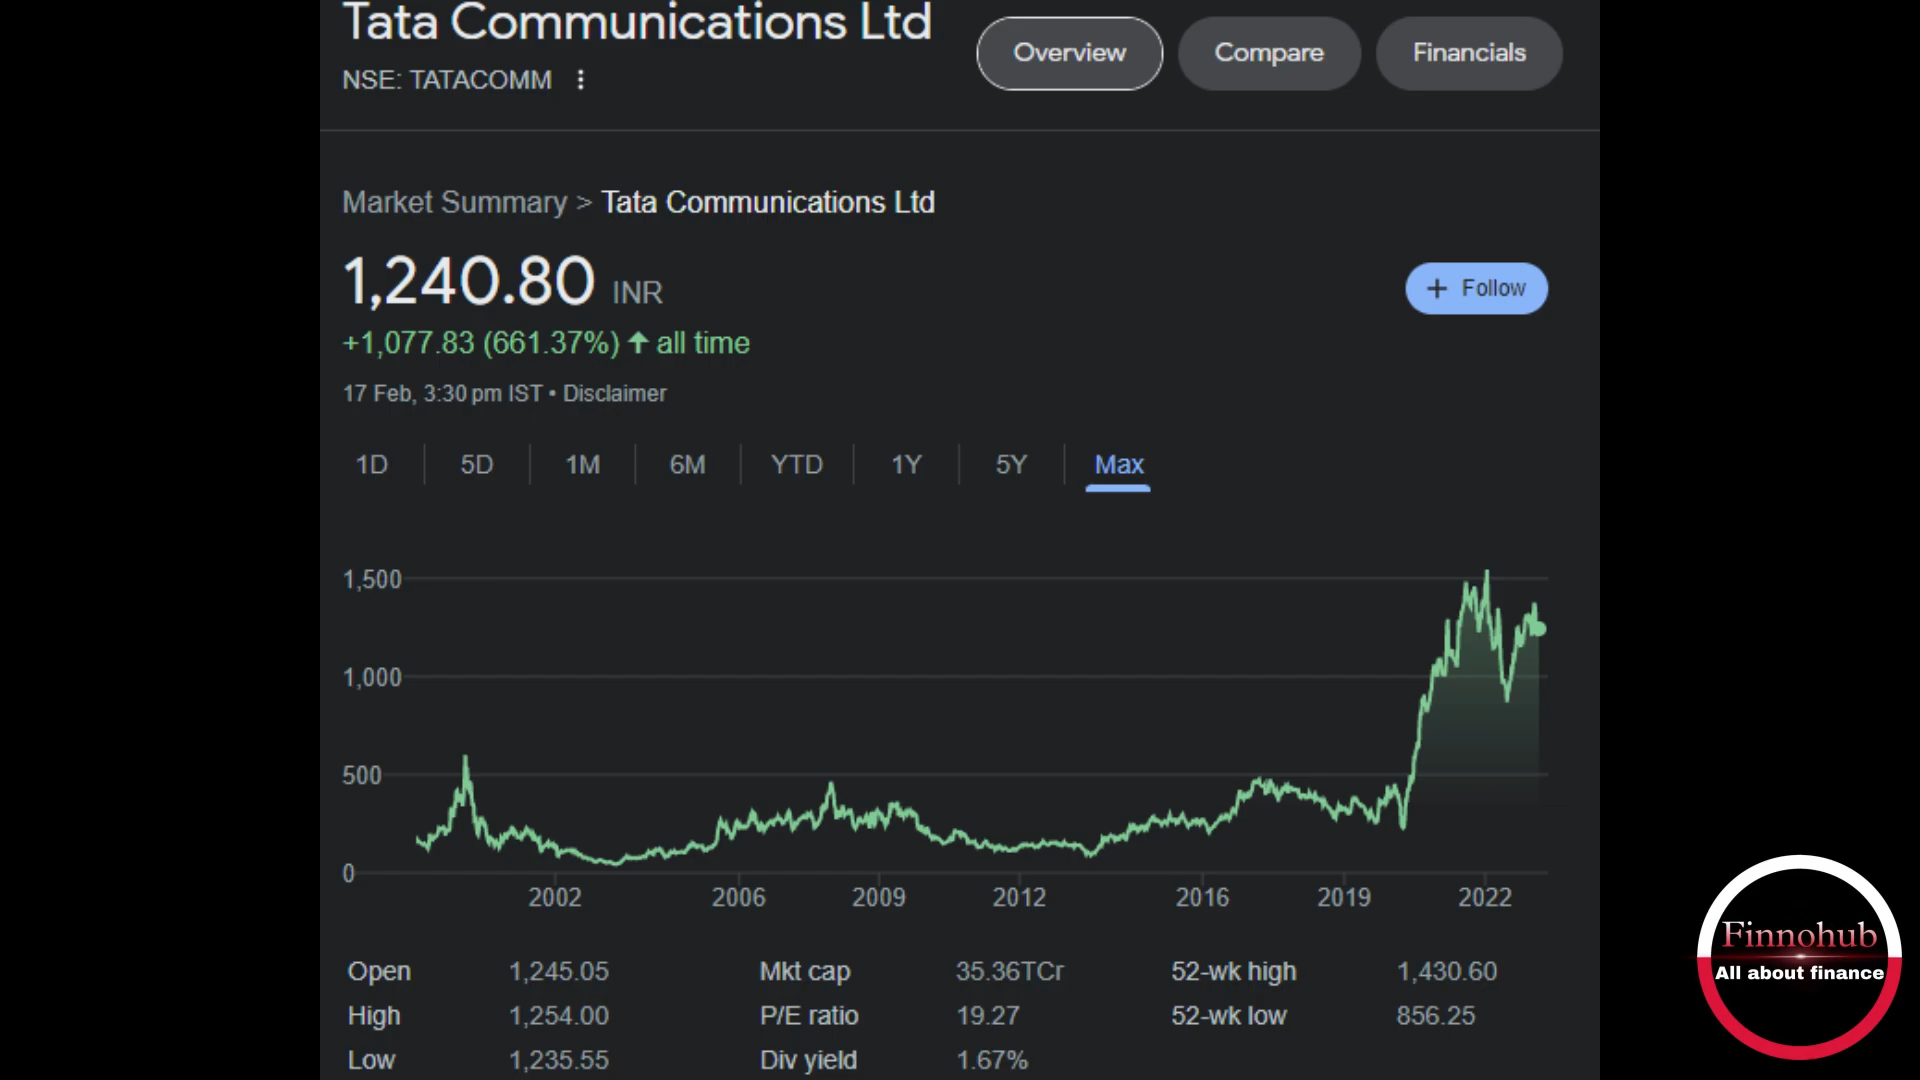 Tata Communications Ltd
NSE: TATACOMM
Overview
Compare
Financials
Market Summary > Tata Communications Ltd
1,240.80 INR
+ Follow
+1,077.83 (661.37%) ↑ all time
17 Feb, 3:30 pm IST • Disclaimer
1D 5D 1M 6M YTD 1Y 5Y Max
1,500
1,000
500
0
2002 2006 2009 2012 2016 2019 2022
Open 1,245.05 Mkt cap 35.36TCr 52-wk high 1,430.60
High 1,254.00 P/E ratio 19.27 52-wk low 856.25
Low 1,235.55 Div yield 1.67%
Finnohub
All about finance